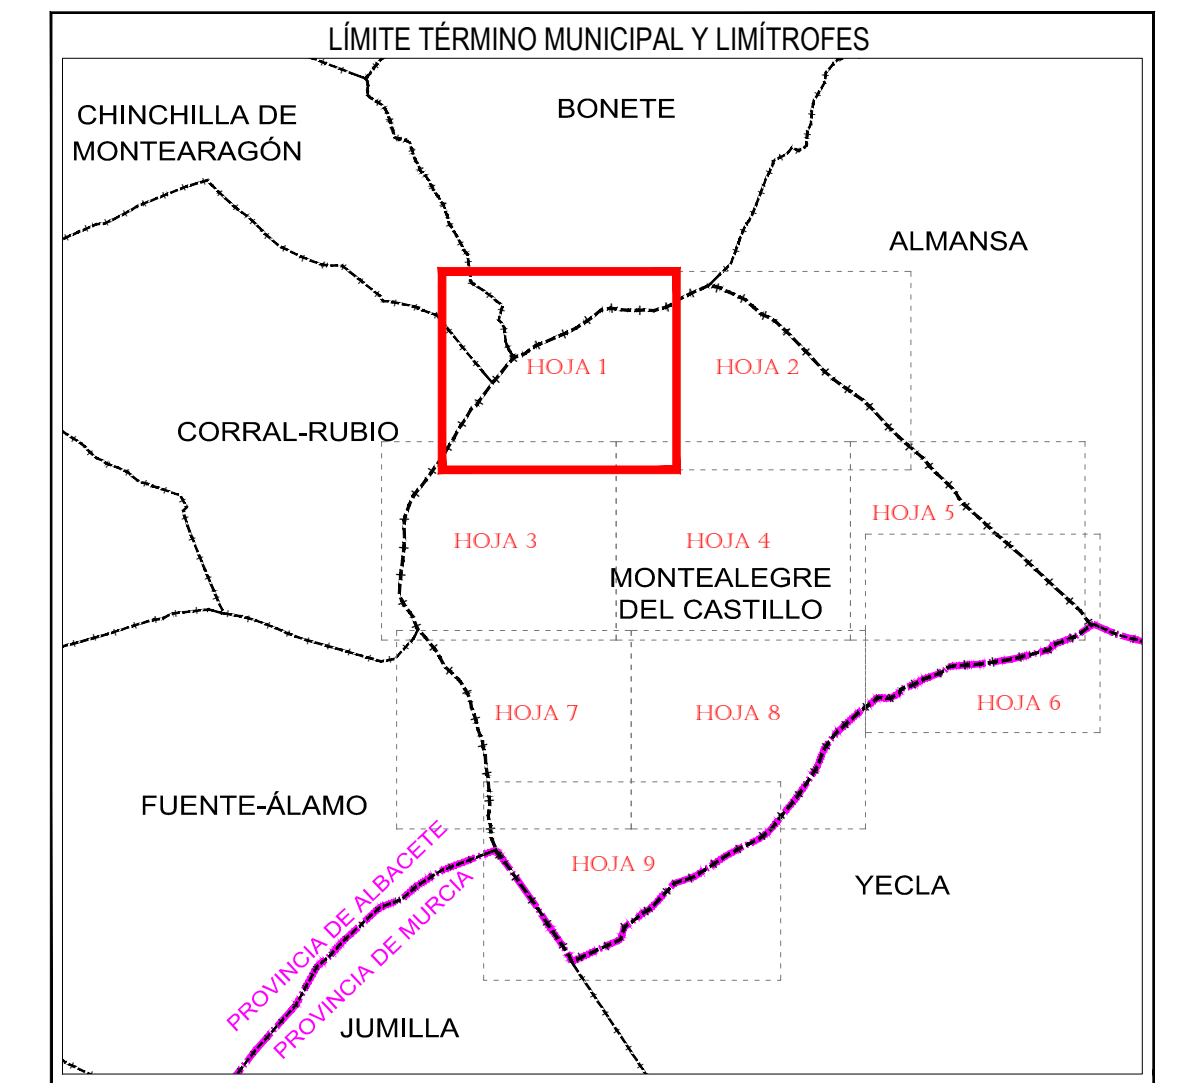 LÍMITE TÉRMINO MUNICIPAL Y LIMÍTROFES
CHINCHILLA DE
MONTEARAGÓN
BONETE
ALMANSA
HOJA 1
HOJA 2
CORRAL-RUBIO
HOJA 3
HOJA 4
HOJA 5
MONTEALEGRE
DEL CASTILLO
HOJA 6
HOJA 7
HOJA 8
FUENTE-ÁLAMO
HOJA 9
YECLA
PROVINCIA DE ALBACETE
PROVINCIA DE MURCIA
JUMILLA